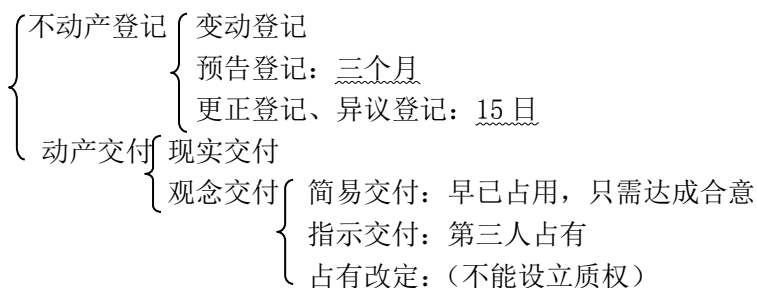 不动产登记 变动登记
预告登记：三个月
更正登记、异议登记：15日
动产交付 现实交付
观念交付 简易交付：早已占用，只需达成合意
指示交付：第三人占有
占有改定：（不能设立质权）